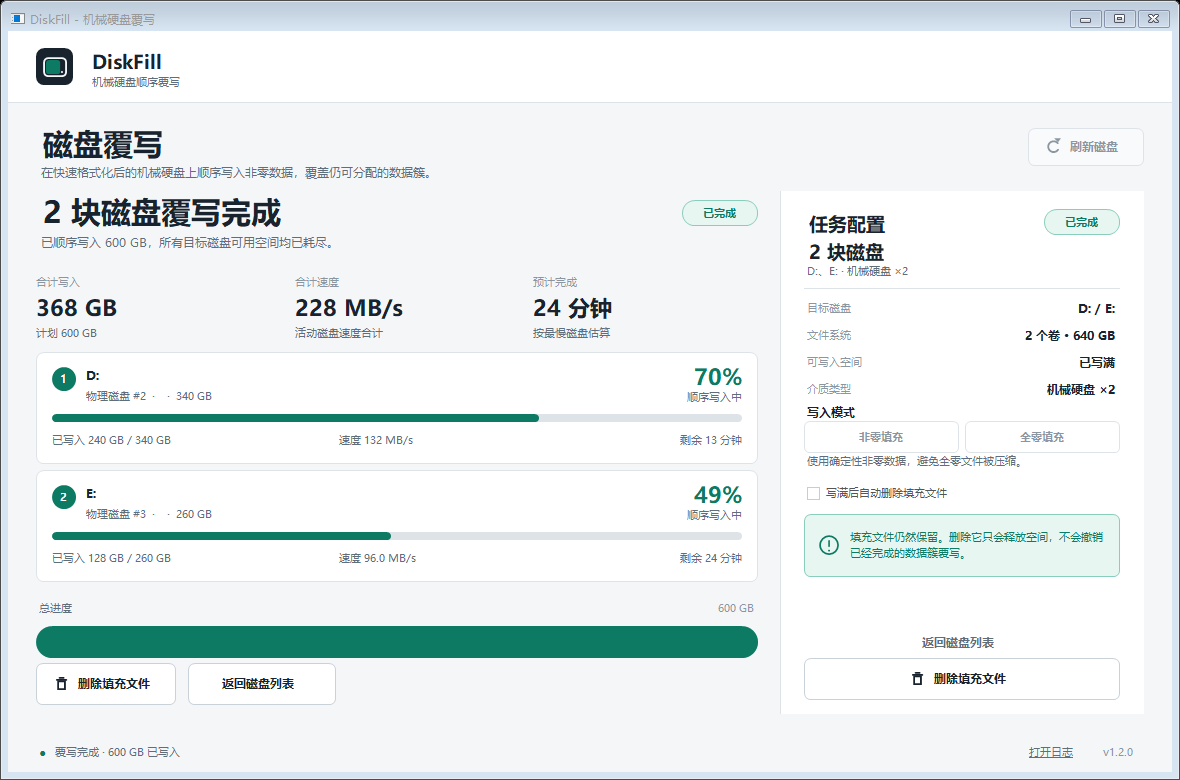 DiskFill - 机械硬盘覆写
DiskFill
机械硬盘顺序覆写
磁盘覆写
在快速格式化后的机械硬盘上顺序写入非零数据，覆盖仍可分配的数据簇。
刷新磁盘
2 块磁盘覆写完成
已完成
已顺序写入 600 GB，所有目标磁盘可用空间均已耗尽。
合计写入
368 GB
计划 600 GB
合计速度
228 MB/s
活动磁盘速度合计
预计完成
24 分钟
按最慢磁盘估算
1
D:
物理磁盘 #2 · · 340 GB
70%
顺序写入中
已写入 240 GB / 340 GB
速度 132 MB/s
剩余 13 分钟
2
E:
物理磁盘 #3 · · 260 GB
49%
顺序写入中
已写入 128 GB / 260 GB
速度 96.0 MB/s
剩余 24 分钟
总进度
600 GB
删除填充文件
返回磁盘列表
任务配置
已完成
2 块磁盘
D:、E: · 机械硬盘 ×2
目标磁盘
D: / E:
文件系统
2 个卷 • 640 GB
可写入空间
已写满
介质类型
机械硬盘 ×2
写入模式
非零填充
全零填充
使用确定性非零数据，避免全零文件被压缩。
写满后自动删除填充文件
填充文件仍然保留。删除它只会释放空间，不会撤销
已经完成的数据簇覆写。
返回磁盘列表
删除填充文件
覆写完成 · 600 GB 已写入
打开日志
v1.2.0